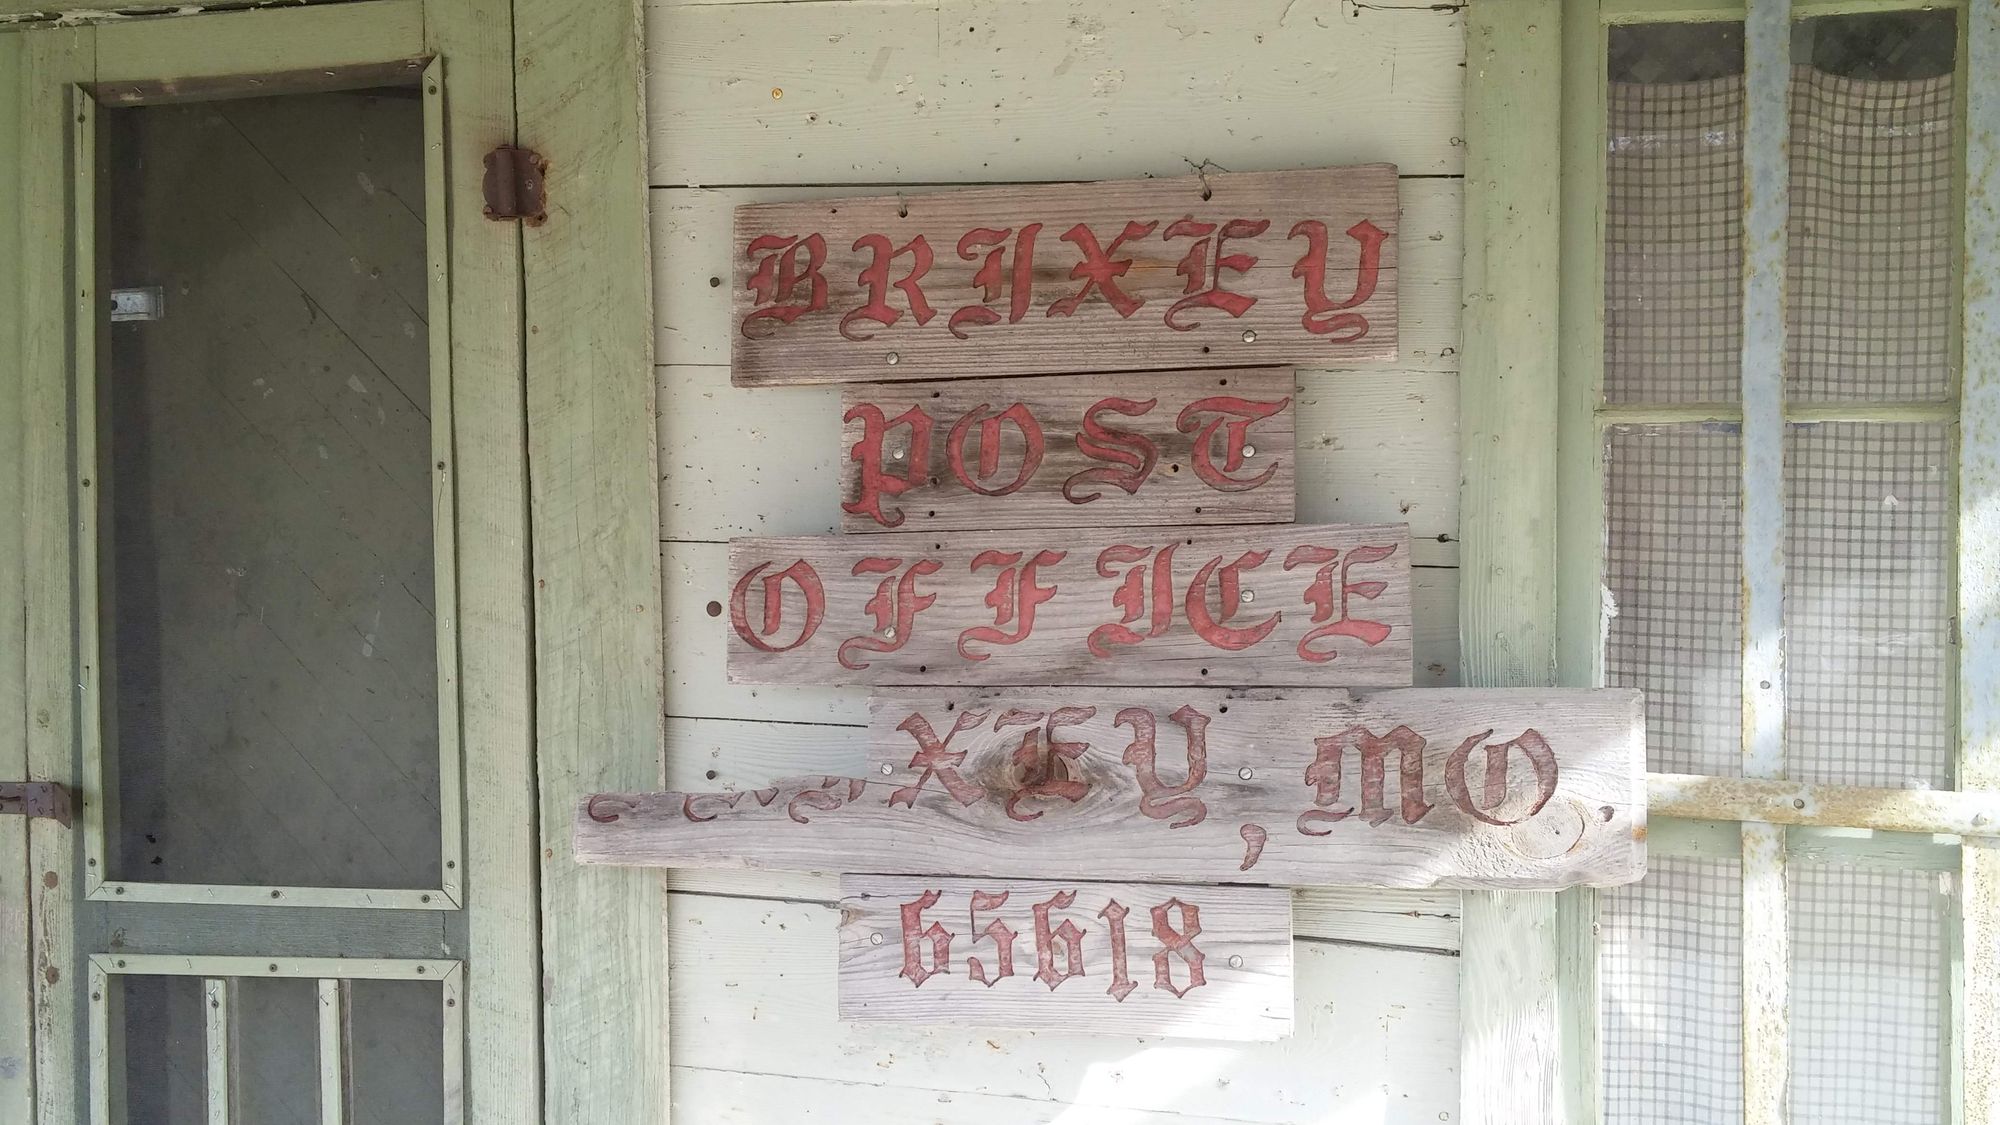 BRIXEY
POST
OFFICE
XEY, MO.
65618